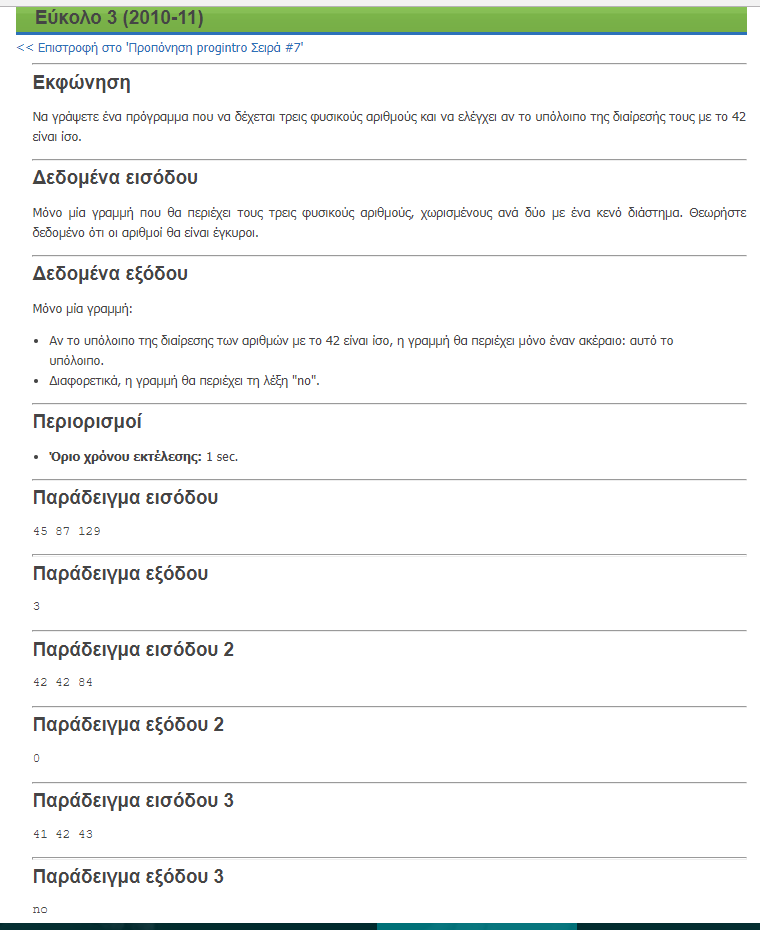 Εύκολο 3 (2010-11)
<< Επιστροφή στο 'Προπόνηση progintro Σειρά #7'
Εκφώνηση
Να γράψετε ένα πρόγραμμα που να δέχεται τρεις φυσικούς αριθμούς και να ελέγχει αν το υπόλοιπο της διαίρεσής τους με το 42
είναι ίσο.
Δεδομένα εισόδου
Μόνο μία γραμμή που θα περιέχει τους τρεις φυσικούς αριθμούς, χωρισμένους ανά δύο με ένα κενό διάστημα. Θεωρήστε
δεδομένο ότι οι αριθμοί θα είναι έγκυροι.
Δεδομένα εξόδου
Μόνο μία γραμμή:
• Αν το υπόλοιπο της διαίρεσης των αριθμών με το 42 είναι ίσο, η γραμμή θα περιέχει μόνο έναν ακέραιο: αυτό το
υπόλοιπο.
• Διαφορετικά, η γραμμή θα περιέχει τη λέξη "no".
Περιορισμοί
• Όριο χρόνου εκτέλεσης: 1 sec.
Παράδειγμα εισόδου
45 87 129
Παράδειγμα εξόδου
3
Παράδειγμα εισόδου 2
42 42 84
Παράδειγμα εξόδου 2
0
Παράδειγμα εισόδου 3
41 42 43
Παράδειγμα εξόδου 3
no